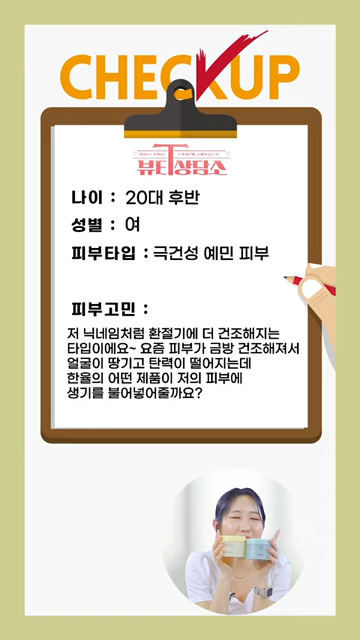 CHECKUP
뷰티상담소
나이 : 20대 후반
성별 : 여
피부타입 : 극건성 예민 피부
피부고민 :
저 닉네임처럼 환절기에 더 건조해지는
타입이에요~ 요즘 피부가 금방 건조해져서
얼굴이 땅기고 탄력이 떨어지는데
한율의 어떤 제품이 저의 피부에
생기를 불어넣어줄까요?